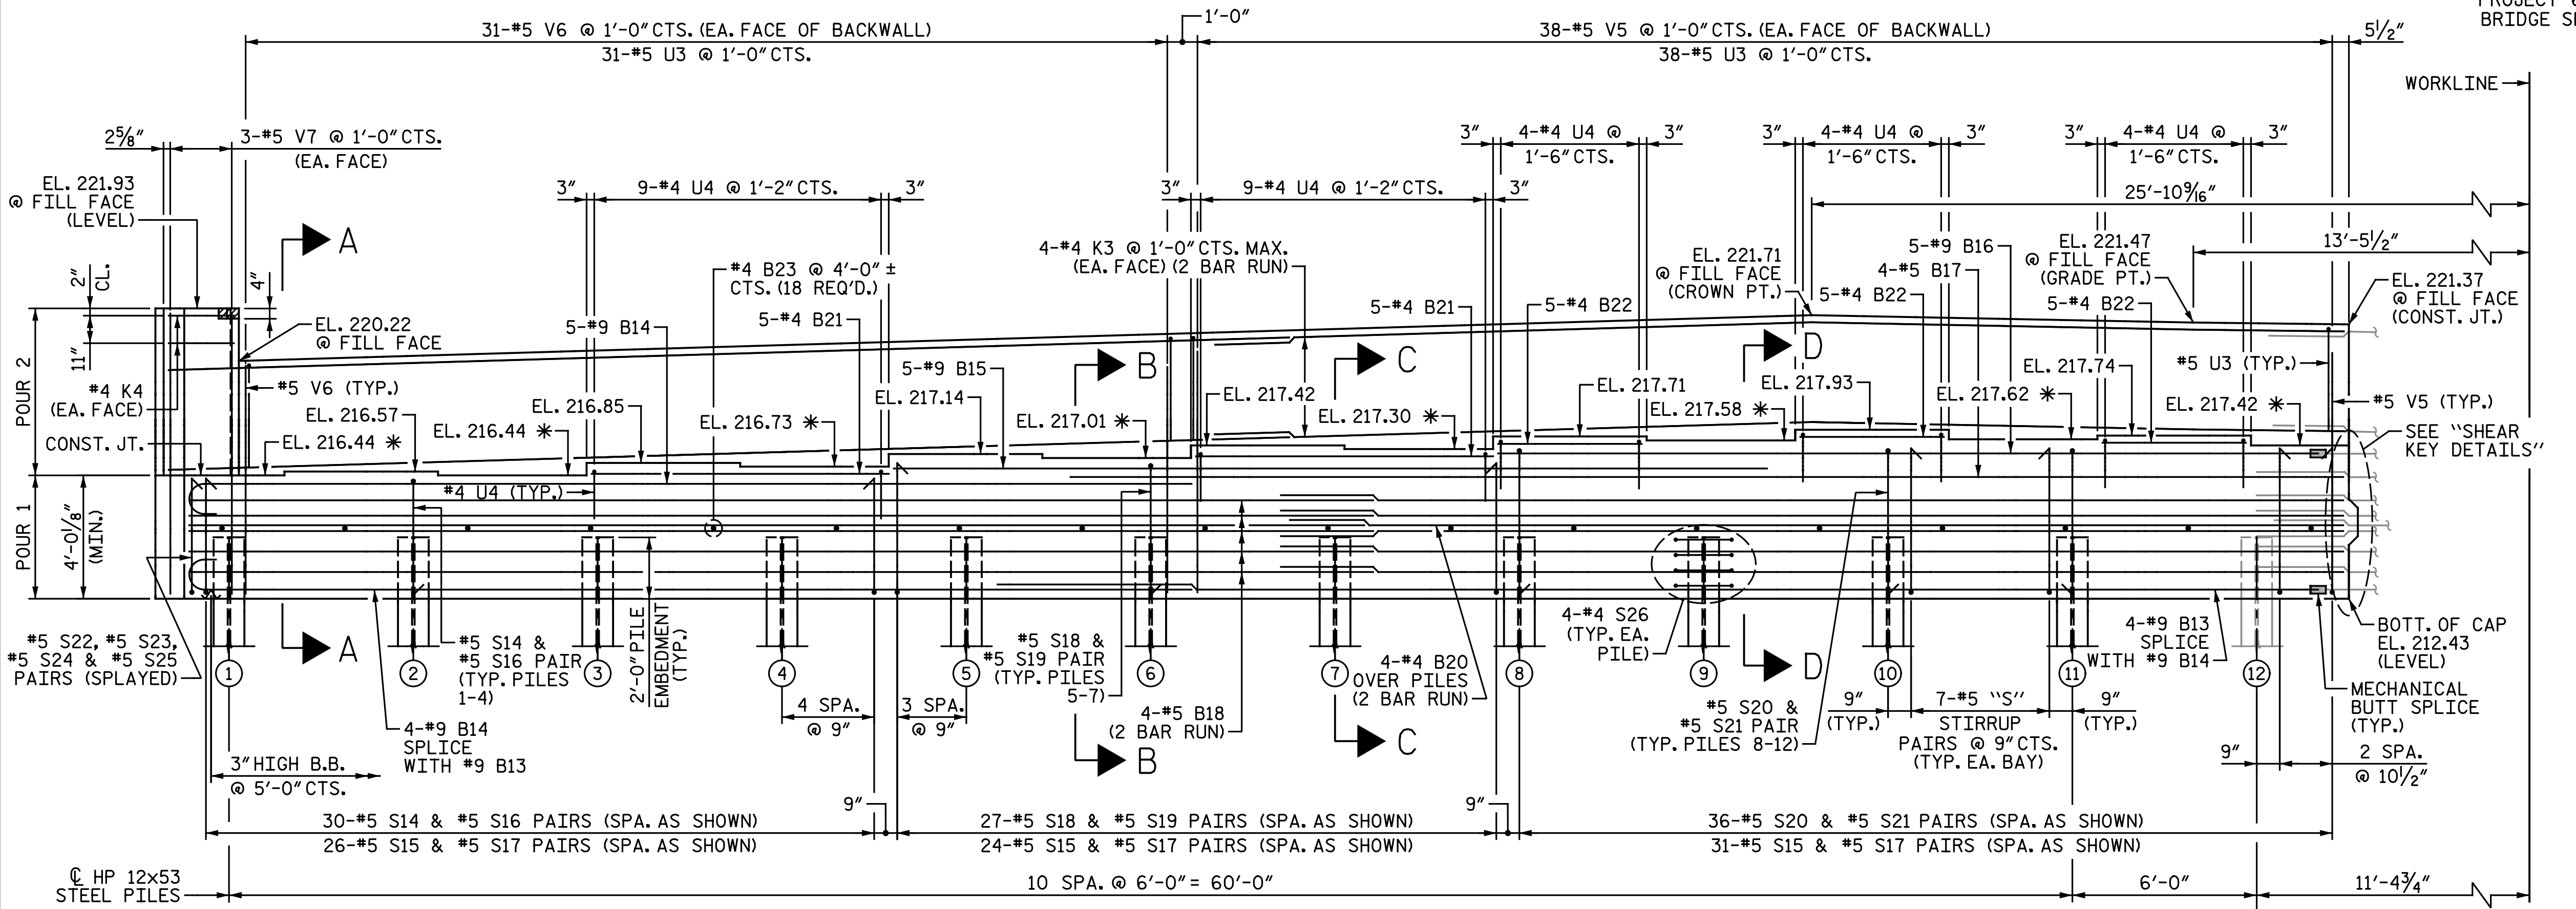 PROJECT
BRIDGE
31-#5 V6 @ 1'-0" CTS. (EA. FACE OF BACKWALL)
31-#5 U3 @ 1'-0" CTS.
1'-0"
38-#5 V5 @ 1'-0" CTS. (EA. FACE OF BACKWALL)
38-#5 U3 @ 1'-0" CTS.
5½"
WORKLINE
2⅝"
3-#5 V7 @ 1'-0" CTS.
(EA. FACE)
3"
4-#4 U4 @
1'-6" CTS.
3"
3"
4-#4 U4 @
1'-6" CTS.
3"
3"
4-#4 U4 @
1'-6" CTS.
3"
EL. 221.93
@ FILL FACE
(LEVEL)
3"
9-#4 U4 @ 1'-2" CTS.
3"
3"
9-#4 U4 @ 1'-2" CTS.
3"
25'-10 9/16"
13'-5½"
A
2"
CL.
4"
11"
#4 B23 @ 4'-0" ±
CTS. (18 REQ'D.)
4-#4 K3 @ 1'-0" CTS. MAX.
(EA. FACE) (2 BAR RUN)
EL. 221.71
@ FILL FACE
(CROWN PT.)
5-#9 B16
4-#5 B17
5-#4 B22
EL. 221.47
@ FILL FACE
(GRADE PT.)
5-#4 B22
EL. 221.37
@ FILL FACE
(CONST. JT.)
EL. 220.22
@ FILL FACE
5-#9 B14
5-#4 B21
5-#4 B21
5-#4 B22
POUR 2
#4 K4
(EA. FACE)
#5 V6 (TYP.)
5-#9 B15
B
C
D
#5 U3 (TYP.)
CONST. JT.
EL. 216.44 *
EL. 216.57
EL. 216.44 *
EL. 216.85
EL. 216.73 *
EL. 217.14
EL. 217.01 *
EL. 217.42
EL. 217.30 *
EL. 217.71
EL. 217.58 *
EL. 217.93
EL. 217.62 *
EL. 217.74
EL. 217.42 *
#5 V5 (TYP.)
SEE "SHEAR
KEY DETAILS"
POUR 1
4'-0⅛"
(MIN.)
#4 U4 (TYP.)
#5 S22, #5 S23,
#5 S24 & #5 S25
PAIRS (SPLAYED)
A
#5 S14 &
#5 S16 PAIR
(TYP. PILES
1-4)
2'-0" PILE
EMBEDMENT
(TYP.)
#5 S18 &
#5 S19 PAIR
(TYP. PILES
5-7)
4-#4 B20
OVER PILES
(2 BAR RUN)
4-#4 S26
(TYP. EA.
PILE)
D
4-#9 B13
SPLICE
WITH #9 B14
BOTT. OF CAP
EL. 212.43
(LEVEL)
1
2
3
4
5
6
7
8
9
10
11
12
4 SPA.
@ 9"
3 SPA.
@ 9"
4-#5 B18
(2 BAR RUN)
#5 S20 &
#5 S21 PAIR
(TYP. PILES 8-12)
9"
(TYP.)
7-#5 "S"
STIRRUP
PAIRS @ 9" CTS.
(TYP. EA. BAY)
9"
(TYP.)
MECHANICAL
BUTT SPLICE
(TYP.)
4-#9 B14
SPLICE
WITH #9 B13
B
C
3" HIGH B.B.
@ 5'-0" CTS.
9"
2 SPA.
@ 10½"
9"
9"
30-#5 S14 & #5 S16 PAIRS (SPA. AS SHOWN)
26-#5 S15 & #5 S17 PAIRS (SPA. AS SHOWN)
27-#5 S18 & #5 S19 PAIRS (SPA. AS SHOWN)
24-#5 S15 & #5 S17 PAIRS (SPA. AS SHOWN)
36-#5 S20 & #5 S21 PAIRS (SPA. AS SHOWN)
31-#5 S15 & #5 S17 PAIRS (SPA. AS SHOWN)
℄ HP 12x53
STEEL PILES
10 SPA. @ 6'-0" = 60'-0"
6'-0"
11'-4¾"